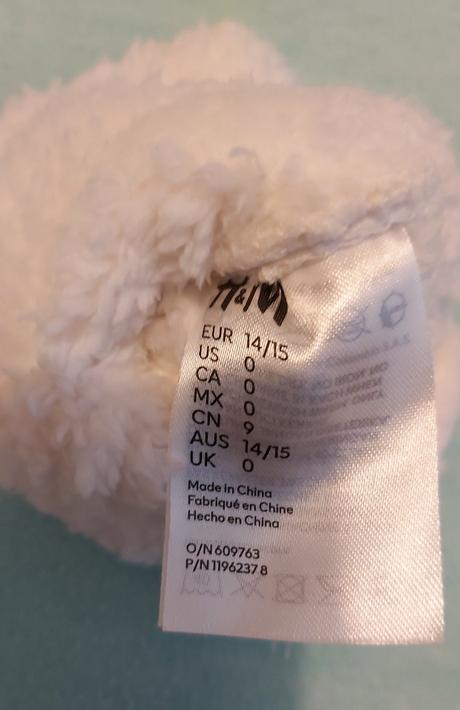 H&M
EUR 14/15
US 0
CA 0
MX 0
CN 9
AUS 14/15
UK 0
Made in China
Fabriqué en Chine
Hecho en China
O/N 609763
P/N 1196237 8